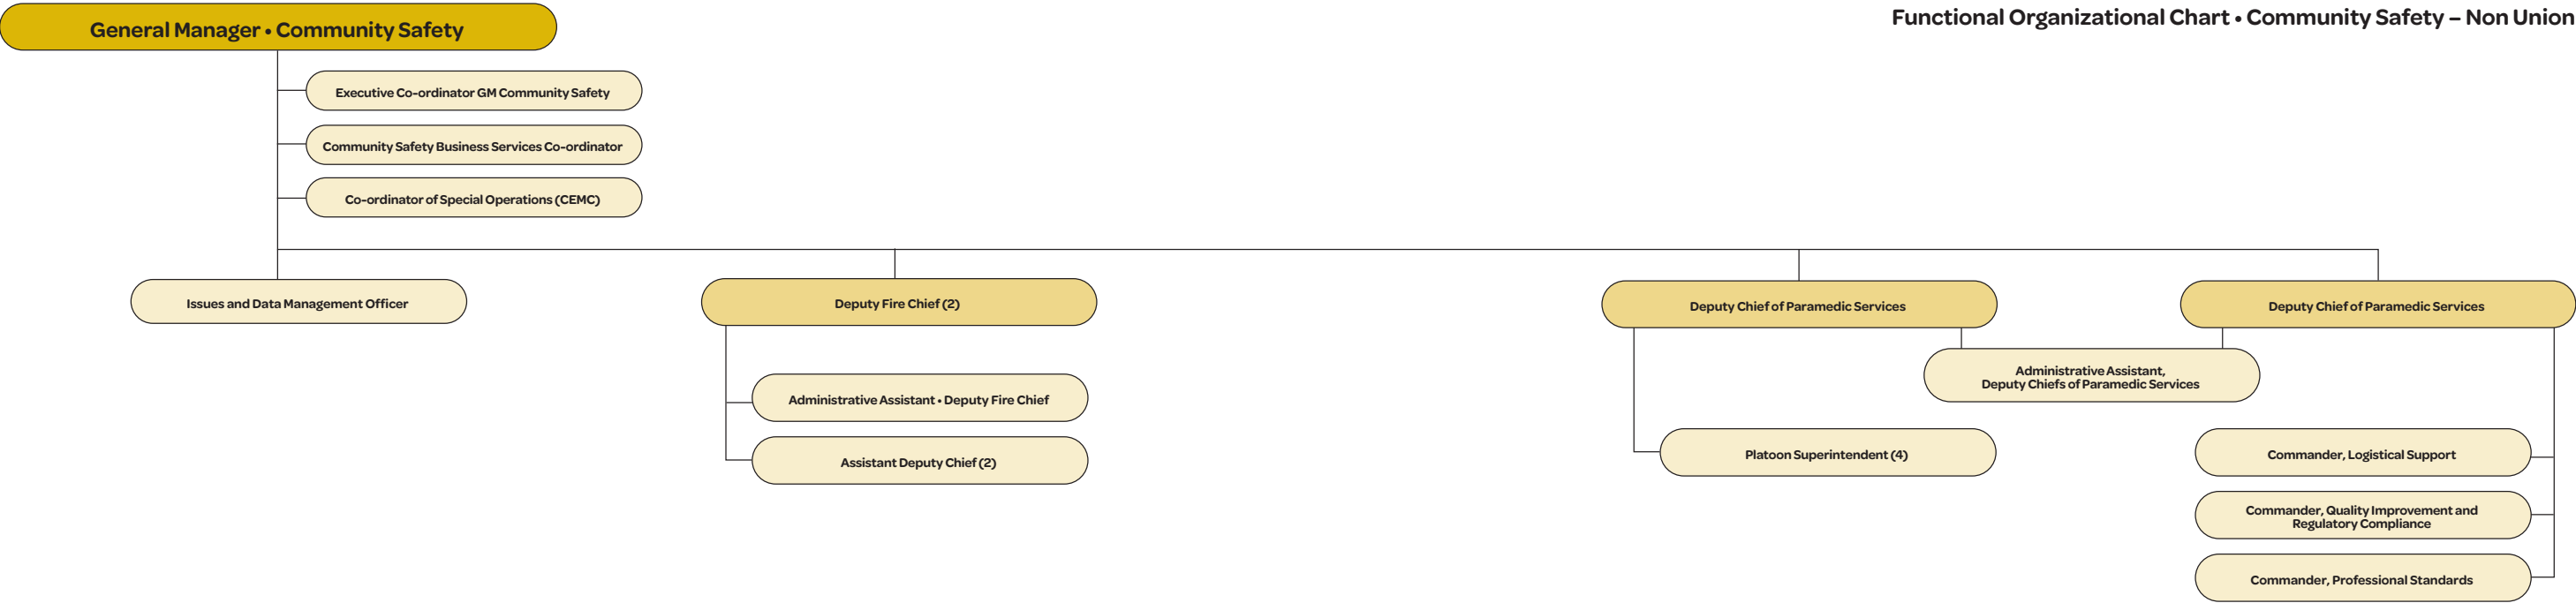 Functional Organizational Chart • Community Safety – Non Union
General Manager • Community Safety
Executive Co-ordinator GM Community Safety
Community Safety Business Services Co-ordinator
Co-ordinator of Special Operations (CEMC)
Issues and Data Management Officer
Deputy Fire Chief (2)
Administrative Assistant • Deputy Fire Chief
Assistant Deputy Chief (2)
Deputy Chief of Paramedic Services
Deputy Chief of Paramedic Services
Administrative Assistant,
Deputy Chiefs of Paramedic Services
Platoon Superintendent (4)
Commander, Logistical Support
Commander, Quality Improvement and
Regulatory Compliance
Commander, Professional Standards